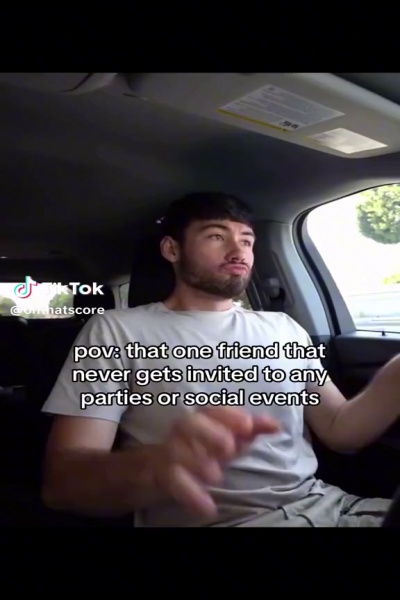 TikTok
pov: that one friend that
never gets invited to any
parties or social events